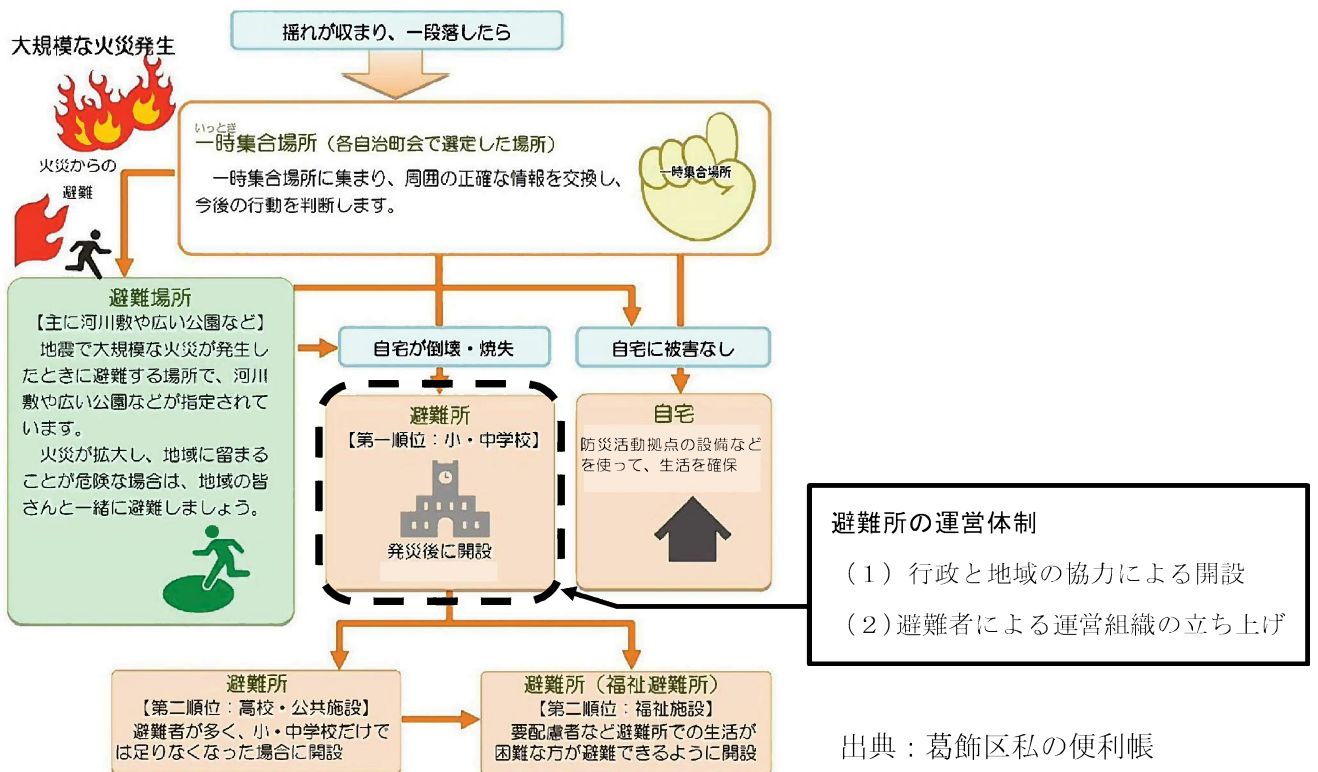 揺れが収まり、一段落したら
大規模な火災発生
いっとき
一時集合場所（各自治町会で選定した場所）
一時集合場所に集まり、周囲の正確な情報を交換し、
今後の行動を判断します。
一時集合場所
火災からの
避難
避難場所
【主に河川敷や広い公園など】
地震で大規模な火災が発生し
たときに避難する場所で、河川
敷や広い公園などが指定されて
います。
火災が拡大し、地域に留まる
ことが危険な場合は、地域の皆
さんと一緒に避難しましょう。
自宅が倒壊・焼失
自宅に被害なし
避難所
【第一順位：小・中学校】
発災後に開設
自宅
防災活動拠点の設備など
を使って、生活を確保
避難所の運営体制
（１）行政と地域の協力による開設
（２）避難者による運営組織の立ち上げ
避難所
【第二順位：高校・公共施設】
避難者が多く、小・中学校だけで
は足りなくなった場合に開設
避難所（福祉避難所）
【第二順位：福祉施設】
要配慮者など避難所での生活が
困難な方が避難できるように開設
出典：葛飾区私の便利帳